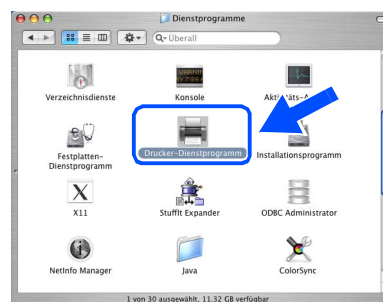 Dienstprogramme
Überall
Verzeichnisdienste
Konsole
Festplatten-
Dienstprogramm
Drucker-Dienstprogramm
Installationsprogramm
X11
StuffIt Expander
ODBC Administrator
NetInfo Manager
Java
ColorSync
1 von 30 ausgewählt, 11,32 GB verfügbar